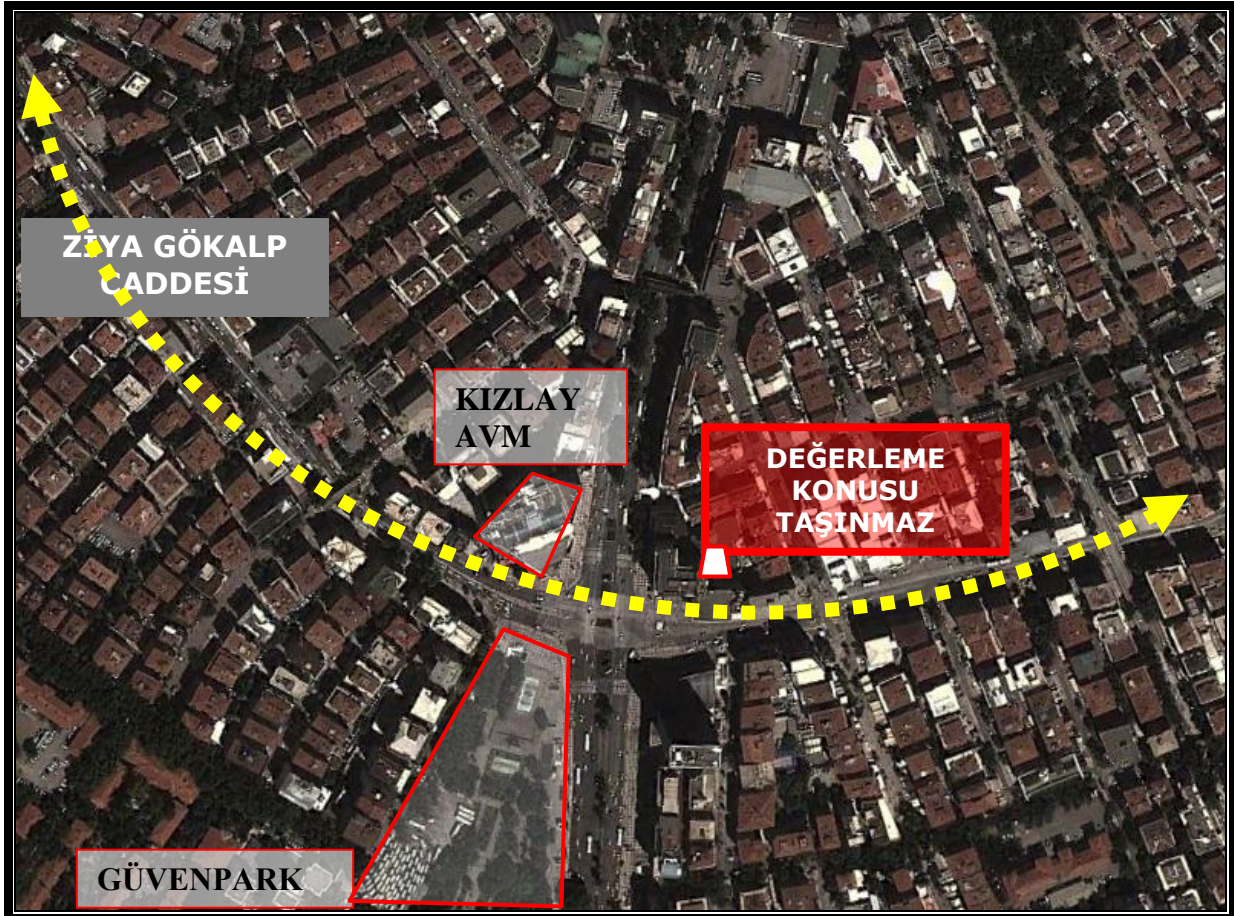 ZİYA GÖKALP
CADDESİ
KIZLAY
AVM
DEĞERLEME
KONUSU
TAŞINMAZ
GÜVENPARK